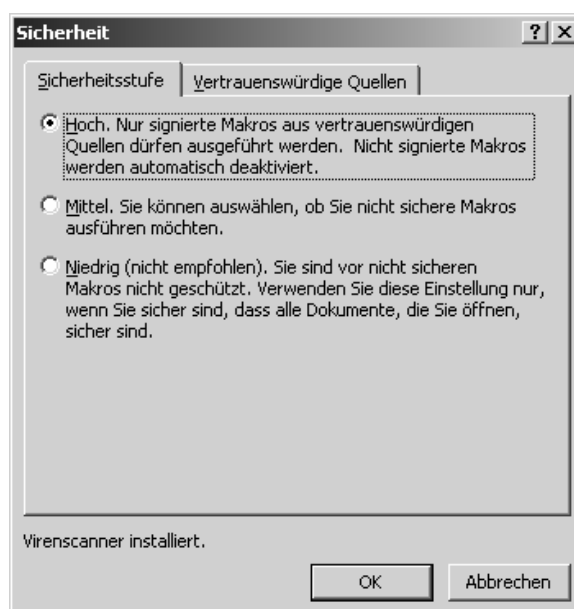 Sicherheit
Sicherheitsstufe
Vertrauenswürdige Quellen
Hoch. Nur signierte Makros aus vertrauenswürdigen
Quellen dürfen ausgeführt werden.  Nicht signierte Makros
werden automatisch deaktiviert.
Mittel. Sie können auswählen, ob Sie nicht sichere Makros
ausführen möchten.
Niedrig (nicht empfohlen). Sie sind vor nicht sicheren
Makros nicht geschützt. Verwenden Sie diese Einstellung nur,
wenn Sie sicher sind, dass alle Dokumente, die Sie öffnen,
sicher sind.
Virenscanner installiert.
OK
Abbrechen